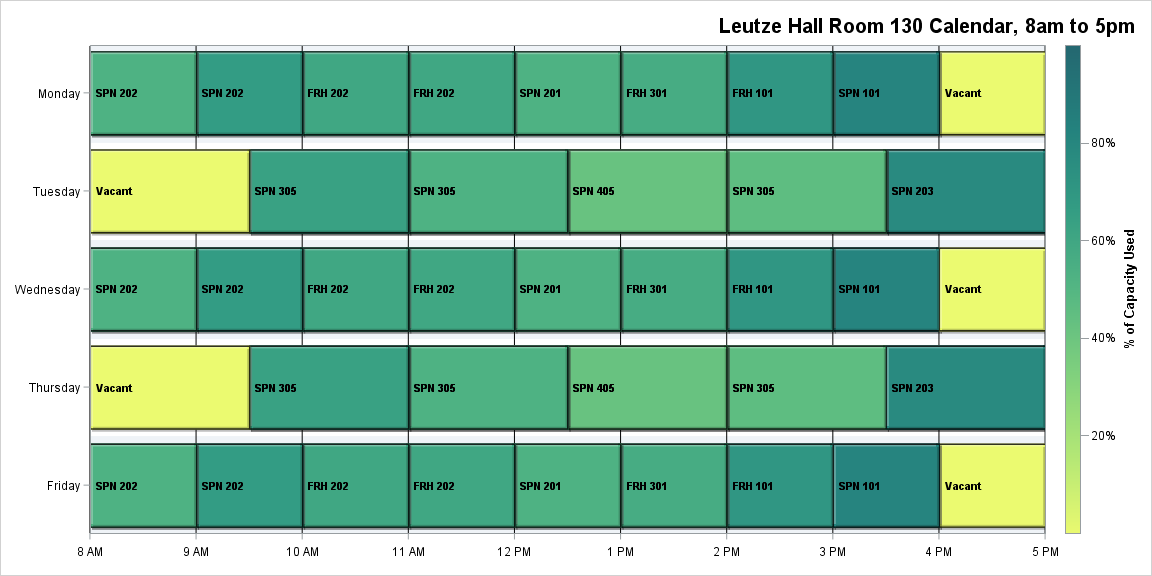 Leutze Hall Room 130 Calendar, 8am to 5pm
Monday
SPN 202
SPN 202
FRH 202
FRH 202
SPN 201
FRH 301
FRH 101
SPN 101
Vacant
Tuesday
Vacant
SPN 305
SPN 305
SPN 405
SPN 305
SPN 203
Wednesday
SPN 202
SPN 202
FRH 202
FRH 202
SPN 201
FRH 301
FRH 101
SPN 101
Vacant
Thursday
Vacant
SPN 305
SPN 305
SPN 405
SPN 305
SPN 203
Friday
SPN 202
SPN 202
FRH 202
FRH 202
SPN 201
FRH 301
FRH 101
SPN 101
Vacant
8 AM
9 AM
10 AM
11 AM
12 PM
1 PM
2 PM
3 PM
4 PM
5 PM
80%
60%
40%
20%
% of Capacity Used